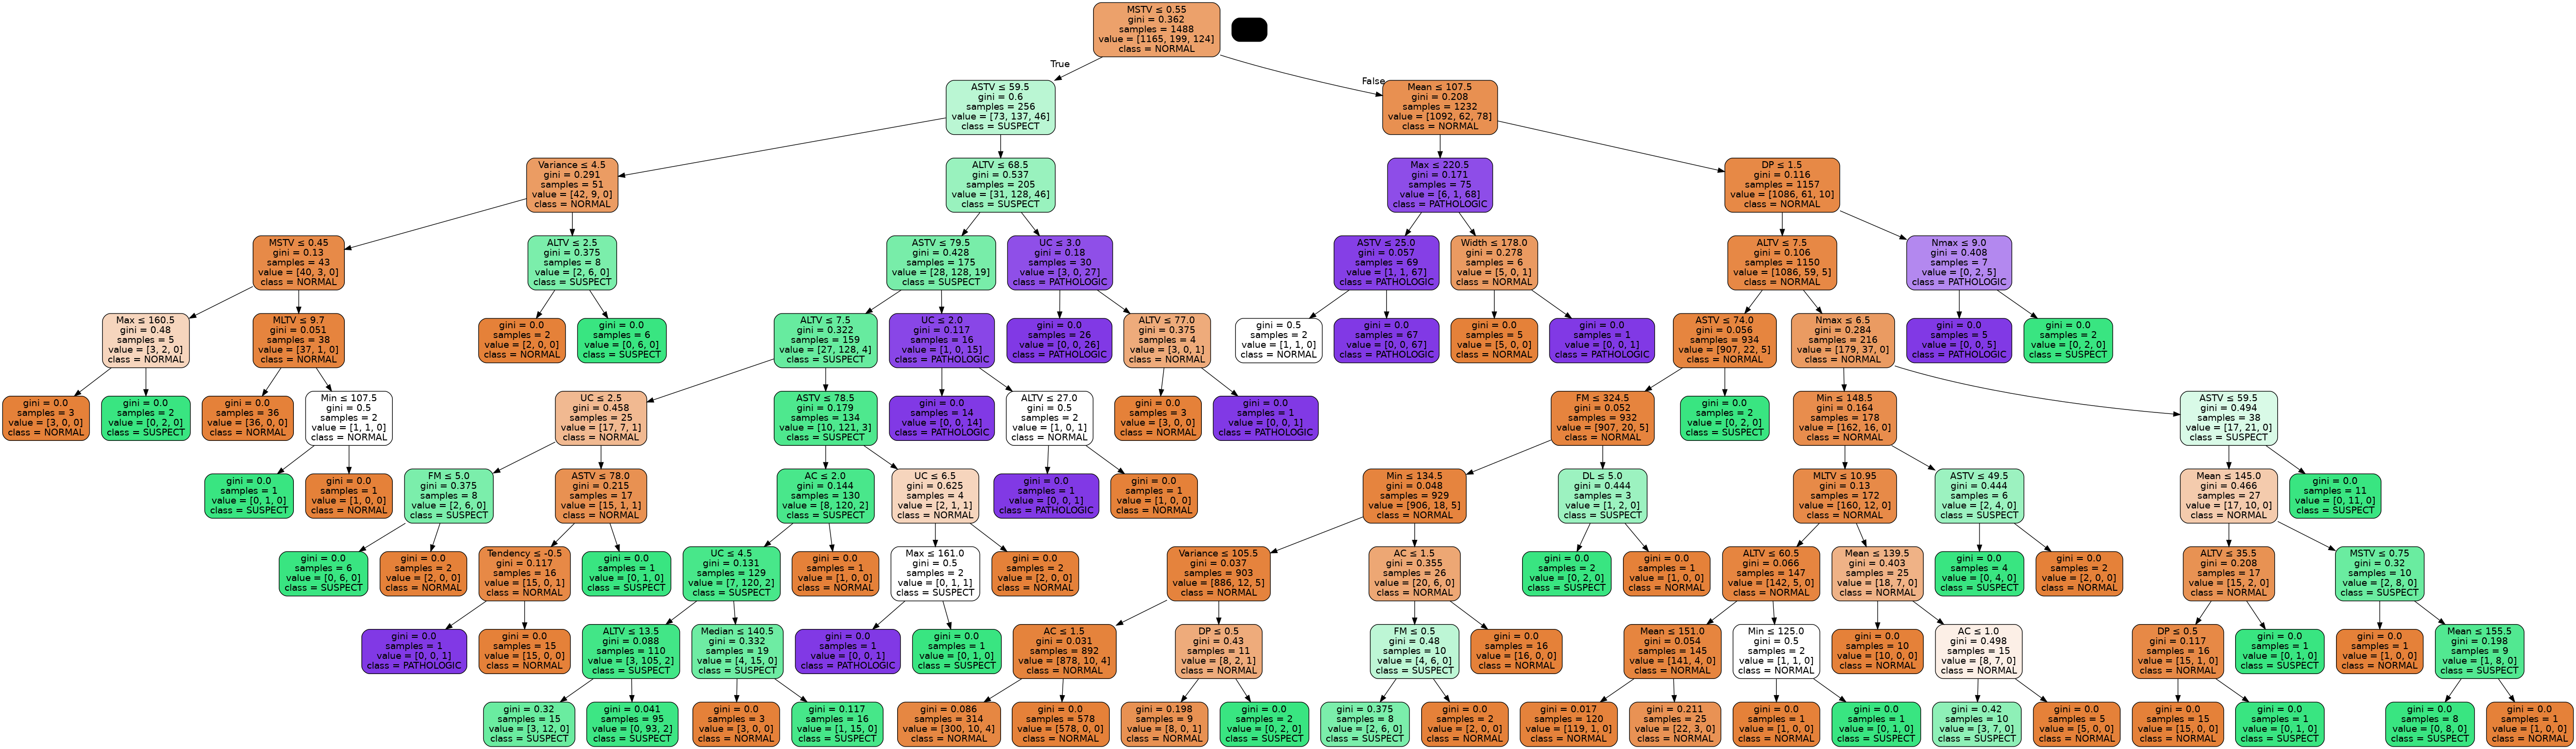 MSTV ≤ 0.55
gini = 0.362
samples = 1488
value = [1165, 199, 124]
class = NORMAL
True
False
ASTV ≤ 59.5
gini = 0.6
samples = 256
value = [73, 137, 46]
class = SUSPECT
Mean ≤ 107.5
gini = 0.208
samples = 1232
value = [1092, 62, 78]
class = NORMAL
Variance ≤ 4.5
gini = 0.291
samples = 51
value = [42, 9, 0]
class = NORMAL
ALTV ≤ 68.5
gini = 0.537
samples = 205
value = [31, 128, 46]
class = SUSPECT
Max ≤ 220.5
gini = 0.171
samples = 75
value = [6, 1, 68]
class = PATHOLOGIC
DP ≤ 1.5
gini = 0.116
samples = 1157
value = [1086, 61, 10]
class = NORMAL
MSTV ≤ 0.45
gini = 0.13
samples = 43
value = [40, 3, 0]
class = NORMAL
ALTV ≤ 2.5
gini = 0.375
samples = 8
value = [2, 6, 0]
class = SUSPECT
ASTV ≤ 79.5
gini = 0.428
samples = 175
value = [28, 128, 19]
class = SUSPECT
UC ≤ 3.0
gini = 0.18
samples = 30
value = [3, 0, 27]
class = PATHOLOGIC
ASTV ≤ 25.0
gini = 0.057
samples = 69
value = [1, 1, 67]
class = PATHOLOGIC
Width ≤ 178.0
gini = 0.278
samples = 6
value = [5, 0, 1]
class = NORMAL
ALTV ≤ 7.5
gini = 0.106
samples = 1150
value = [1086, 59, 5]
class = NORMAL
Nmax ≤ 9.0
gini = 0.408
samples = 7
value = [0, 2, 5]
class = PATHOLOGIC
Max ≤ 160.5
gini = 0.48
samples = 5
value = [3, 2, 0]
class = NORMAL
MLTV ≤ 9.7
gini = 0.051
samples = 38
value = [37, 1, 0]
class = NORMAL
gini = 0.0
samples = 2
value = [2, 0, 0]
class = NORMAL
gini = 0.0
samples = 6
value = [0, 6, 0]
class = SUSPECT
ALTV ≤ 7.5
gini = 0.322
samples = 159
value = [27, 128, 4]
class = SUSPECT
UC ≤ 2.0
gini = 0.117
samples = 16
value = [1, 0, 15]
class = PATHOLOGIC
gini = 0.0
samples = 26
value = [0, 0, 26]
class = PATHOLOGIC
ALTV ≤ 77.0
gini = 0.375
samples = 4
value = [3, 0, 1]
class = NORMAL
gini = 0.5
samples = 2
value = [1, 1, 0]
class = NORMAL
gini = 0.0
samples = 67
value = [0, 0, 67]
class = PATHOLOGIC
gini = 0.0
samples = 5
value = [5, 0, 0]
class = NORMAL
gini = 0.0
samples = 1
value = [0, 0, 1]
class = PATHOLOGIC
ASTV ≤ 74.0
gini = 0.056
samples = 934
value = [907, 22, 5]
class = NORMAL
Nmax ≤ 6.5
gini = 0.284
samples = 216
value = [179, 37, 0]
class = NORMAL
gini = 0.0
samples = 5
value = [0, 0, 5]
class = PATHOLOGIC
gini = 0.0
samples = 2
value = [0, 2, 0]
class = SUSPECT
gini = 0.0
samples = 3
value = [3, 0, 0]
class = NORMAL
gini = 0.0
samples = 2
value = [0, 2, 0]
class = SUSPECT
gini = 0.0
samples = 36
value = [36, 0, 0]
class = NORMAL
Min ≤ 107.5
gini = 0.5
samples = 2
value = [1, 1, 0]
class = NORMAL
UC ≤ 2.5
gini = 0.458
samples = 25
value = [17, 7, 1]
class = NORMAL
ASTV ≤ 78.5
gini = 0.179
samples = 134
value = [10, 121, 3]
class = SUSPECT
gini = 0.0
samples = 14
value = [0, 0, 14]
class = PATHOLOGIC
ALTV ≤ 27.0
gini = 0.5
samples = 2
value = [1, 0, 1]
class = NORMAL
gini = 0.0
samples = 3
value = [3, 0, 0]
class = NORMAL
gini = 0.0
samples = 1
value = [0, 0, 1]
class = PATHOLOGIC
FM ≤ 324.5
gini = 0.052
samples = 932
value = [907, 20, 5]
class = NORMAL
gini = 0.0
samples = 2
value = [0, 2, 0]
class = SUSPECT
Min ≤ 148.5
gini = 0.164
samples = 178
value = [162, 16, 0]
class = NORMAL
ASTV ≤ 59.5
gini = 0.494
samples = 38
value = [17, 21, 0]
class = SUSPECT
gini = 0.0
samples = 1
value = [0, 1, 0]
class = SUSPECT
gini = 0.0
samples = 1
value = [1, 0, 0]
class = NORMAL
FM ≤ 5.0
gini = 0.375
samples = 8
value = [2, 6, 0]
class = SUSPECT
ASTV ≤ 78.0
gini = 0.215
samples = 17
value = [15, 1, 1]
class = NORMAL
AC ≤ 2.0
gini = 0.144
samples = 130
value = [8, 120, 2]
class = SUSPECT
UC ≤ 6.5
gini = 0.625
samples = 4
value = [2, 1, 1]
class = NORMAL
gini = 0.0
samples = 1
value = [0, 0, 1]
class = PATHOLOGIC
gini = 0.0
samples = 1
value = [1, 0, 0]
class = NORMAL
Min ≤ 134.5
gini = 0.048
samples = 929
value = [906, 18, 5]
class = NORMAL
DL ≤ 5.0
gini = 0.444
samples = 3
value = [1, 2, 0]
class = SUSPECT
MLTV ≤ 10.95
gini = 0.13
samples = 172
value = [160, 12, 0]
class = NORMAL
ASTV ≤ 49.5
gini = 0.444
samples = 6
value = [2, 4, 0]
class = SUSPECT
Mean ≤ 145.0
gini = 0.466
samples = 27
value = [17, 10, 0]
class = NORMAL
gini = 0.0
samples = 11
value = [0, 11, 0]
class = SUSPECT
gini = 0.0
samples = 6
value = [0, 6, 0]
class = SUSPECT
gini = 0.0
samples = 2
value = [2, 0, 0]
class = NORMAL
Tendency ≤ -0.5
gini = 0.117
samples = 16
value = [15, 0, 1]
class = NORMAL
gini = 0.0
samples = 1
value = [0, 1, 0]
class = SUSPECT
UC ≤ 4.5
gini = 0.131
samples = 129
value = [7, 120, 2]
class = SUSPECT
gini = 0.0
samples = 1
value = [1, 0, 0]
class = NORMAL
Max ≤ 161.0
gini = 0.5
samples = 2
value = [0, 1, 1]
class = SUSPECT
gini = 0.0
samples = 2
value = [2, 0, 0]
class = NORMAL
Variance ≤ 105.5
gini = 0.037
samples = 903
value = [886, 12, 5]
class = NORMAL
AC ≤ 1.5
gini = 0.355
samples = 26
value = [20, 6, 0]
class = NORMAL
gini = 0.0
samples = 2
value = [0, 2, 0]
class = SUSPECT
gini = 0.0
samples = 1
value = [1, 0, 0]
class = NORMAL
ALTV ≤ 60.5
gini = 0.066
samples = 147
value = [142, 5, 0]
class = NORMAL
Mean ≤ 139.5
gini = 0.403
samples = 25
value = [18, 7, 0]
class = NORMAL
gini = 0.0
samples = 4
value = [0, 4, 0]
class = SUSPECT
gini = 0.0
samples = 2
value = [2, 0, 0]
class = NORMAL
ALTV ≤ 35.5
gini = 0.208
samples = 17
value = [15, 2, 0]
class = NORMAL
MSTV ≤ 0.75
gini = 0.32
samples = 10
value = [2, 8, 0]
class = SUSPECT
gini = 0.0
samples = 1
value = [0, 0, 1]
class = PATHOLOGIC
gini = 0.0
samples = 15
value = [15, 0, 0]
class = NORMAL
ALTV ≤ 13.5
gini = 0.088
samples = 110
value = [3, 105, 2]
class = SUSPECT
Median ≤ 140.5
gini = 0.332
samples = 19
value = [4, 15, 0]
class = SUSPECT
gini = 0.0
samples = 1
value = [0, 0, 1]
class = PATHOLOGIC
gini = 0.0
samples = 1
value = [0, 1, 0]
class = SUSPECT
AC ≤ 1.5
gini = 0.031
samples = 892
value = [878, 10, 4]
class = NORMAL
DP ≤ 0.5
gini = 0.43
samples = 11
value = [8, 2, 1]
class = NORMAL
FM ≤ 0.5
gini = 0.48
samples = 10
value = [4, 6, 0]
class = SUSPECT
gini = 0.0
samples = 16
value = [16, 0, 0]
class = NORMAL
Mean ≤ 151.0
gini = 0.054
samples = 145
value = [141, 4, 0]
class = NORMAL
Min ≤ 125.0
gini = 0.5
samples = 2
value = [1, 1, 0]
class = NORMAL
gini = 0.0
samples = 10
value = [10, 0, 0]
class = NORMAL
AC ≤ 1.0
gini = 0.498
samples = 15
value = [8, 7, 0]
class = NORMAL
DP ≤ 0.5
gini = 0.117
samples = 16
value = [15, 1, 0]
class = NORMAL
gini = 0.0
samples = 1
value = [0, 1, 0]
class = SUSPECT
gini = 0.0
samples = 1
value = [1, 0, 0]
class = NORMAL
Mean ≤ 155.5
gini = 0.198
samples = 9
value = [1, 8, 0]
class = SUSPECT
gini = 0.32
samples = 15
value = [3, 12, 0]
class = SUSPECT
gini = 0.041
samples = 95
value = [0, 93, 2]
class = SUSPECT
gini = 0.0
samples = 3
value = [3, 0, 0]
class = NORMAL
gini = 0.117
samples = 16
value = [1, 15, 0]
class = SUSPECT
gini = 0.086
samples = 314
value = [300, 10, 4]
class = NORMAL
gini = 0.0
samples = 578
value = [578, 0, 0]
class = NORMAL
gini = 0.198
samples = 9
value = [8, 0, 1]
class = NORMAL
gini = 0.0
samples = 2
value = [0, 2, 0]
class = SUSPECT
gini = 0.375
samples = 8
value = [2, 6, 0]
class = SUSPECT
gini = 0.0
samples = 2
value = [2, 0, 0]
class = NORMAL
gini = 0.017
samples = 120
value = [119, 1, 0]
class = NORMAL
gini = 0.211
samples = 25
value = [22, 3, 0]
class = NORMAL
gini = 0.0
samples = 1
value = [1, 0, 0]
class = NORMAL
gini = 0.0
samples = 1
value = [0, 1, 0]
class = SUSPECT
gini = 0.42
samples = 10
value = [3, 7, 0]
class = SUSPECT
gini = 0.0
samples = 5
value = [5, 0, 0]
class = NORMAL
gini = 0.0
samples = 15
value = [15, 0, 0]
class = NORMAL
gini = 0.0
samples = 1
value = [0, 1, 0]
class = SUSPECT
gini = 0.0
samples = 8
value = [0, 8, 0]
class = SUSPECT
gini = 0.0
samples = 1
value = [1, 0, 0]
class = NORMAL